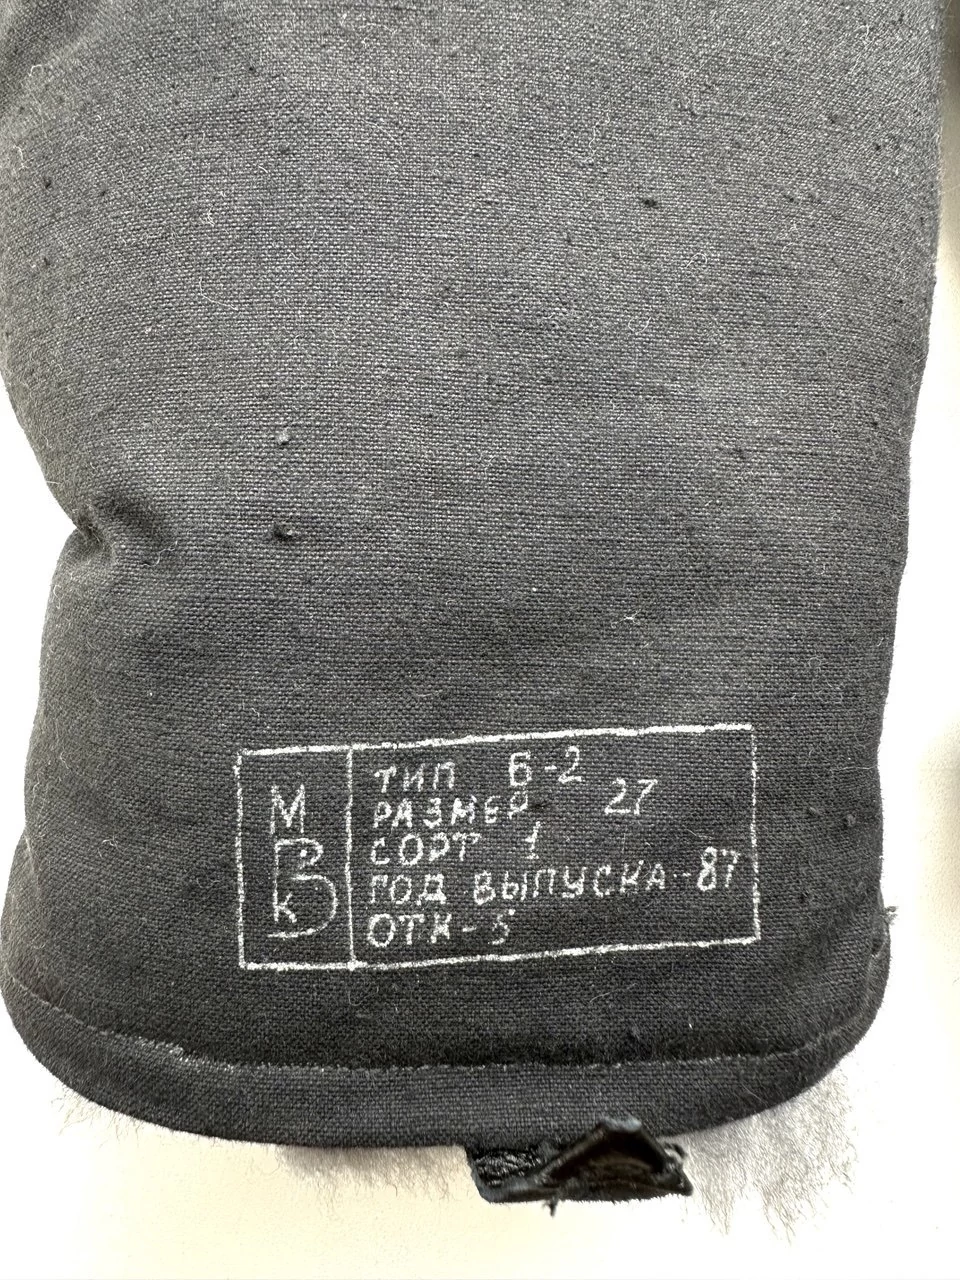 М
В
К
ТИП Б-2
РАЗМЕР 27
СОРТ 1
ГОД ВЫПУСКА-87
ОТК-5